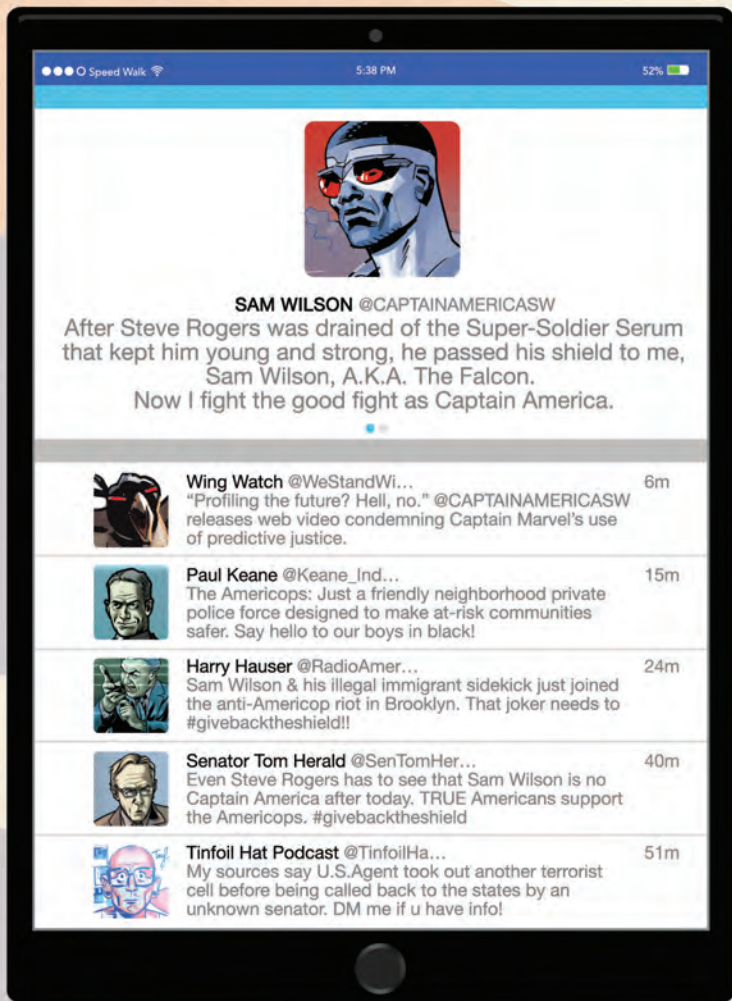 Speed Walk 5:38 PM 52%
SAM WILSON @CAPTAINAMERICASW
After Steve Rogers was drained of the Super-Soldier Serum
that kept him young and strong, he passed his shield to me,
Sam Wilson, A.K.A. The Falcon.
Now I fight the good fight as Captain America.
Wing Watch @WeStandWi... 6m
“Profiling the future? Hell, no.” @CAPTAINAMERICASW
releases web video condemning Captain Marvel's use
of predictive justice.
Paul Keane @Keane_Ind... 15m
The Americops: Just a friendly neighborhood private
police force designed to make at-risk communities
safer. Say hello to our boys in black!
Harry Hauser @RadioAmer... 24m
Sam Wilson & his illegal immigrant sidekick just joined
the anti-Americop riot in Brooklyn. That joker needs to
#givebacktheshield!!
Senator Tom Herald @SenTomHer... 40m
Even Steve Rogers has to see that Sam Wilson is no
Captain America after today. TRUE Americans support
the Americops. #givebacktheshield
Tinfoil Hat Podcast @TinfoilHa... 51m
My sources say U.S.Agent took out another terrorist
cell before being called back to the states by an
unknown senator. DM me if u have info!